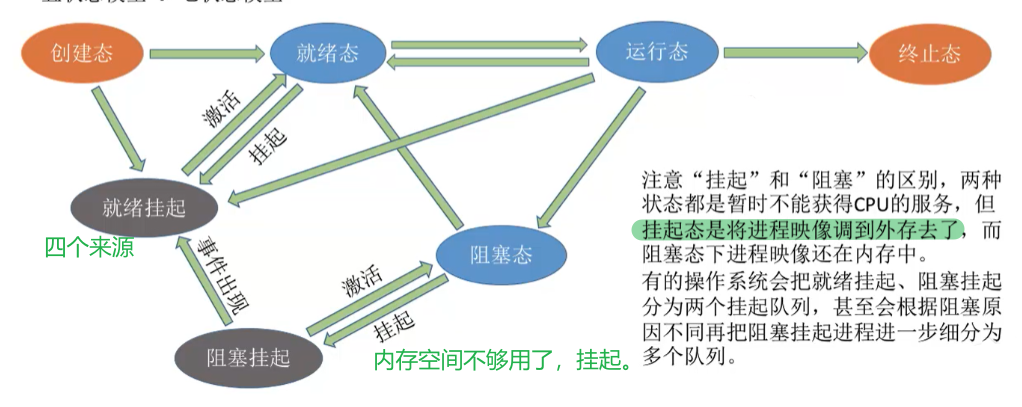 创建态
就绪态
运行态
终止态
激活
挂起
就绪挂起
四个来源
事件出现
阻塞态
激活
挂起
阻塞挂起
内存空间不够用了，挂起。
注意“挂起”和“阻塞”的区别，两种
状态都是暂时不能获得CPU的服务，但
挂起态是将进程映像调到外存去了，而
阻塞态下进程映像还在内存中。
有的操作系统会把就绪挂起、阻塞挂起
分为两个挂起队列，甚至会根据阻塞原
因不同再把阻塞挂起进程进一步细分为
多个队列。